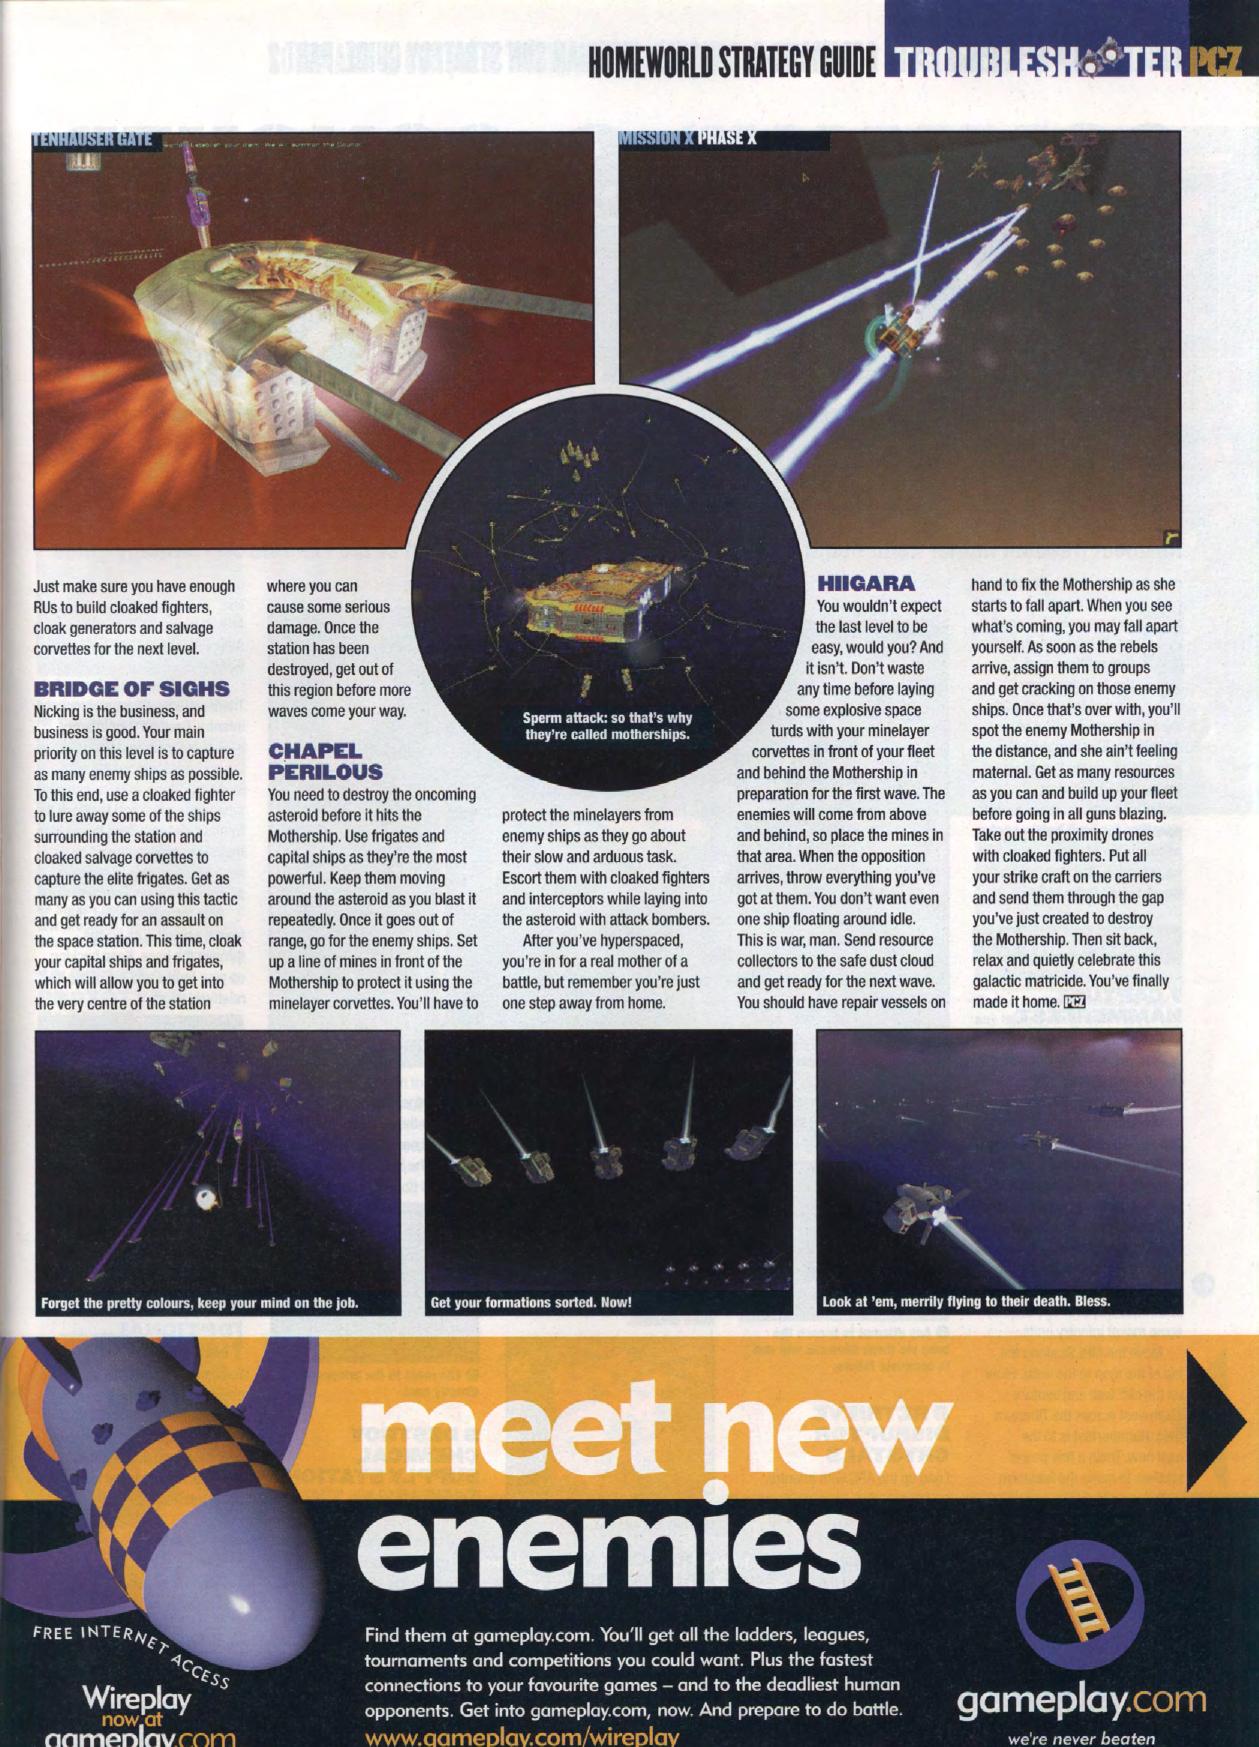 HOMEWORLD STRATEGY GUIDE TROUBLESHOOTER PCZ
TENHAUSER GATE
MISSION X PHASE X
Just make sure you have enough
RUs to build cloaked fighters,
cloak generators and salvage
corvettes for the next level.
BRIDGE OF SIGHS
Nicking is the business, and
business is good. Your main
priority on this level is to capture
as many enemy ships as possible.
To this end, use a cloaked fighter
to lure away some of the ships
surrounding the station and
cloaked salvage corvettes to
capture the elite frigates. Get as
many as you can using this tactic
and get ready for an assault on
the space station. This time, cloak
your capital ships and frigates,
which will allow you to get into
the very centre of the station
where you can
cause some serious
damage. Once the
station has been
destroyed, get out of
this region before more
waves come your way.
CHAPEL
PERILOUS
You need to destroy the oncoming
asteroid before it hits the
Mothership. Use frigates and
capital ships as they're the most
powerful. Keep them moving
around the asteroid as you blast it
repeatedly. Once it goes out of
range, go for the enemy ships. Set
up a line of mines in front of the
Mothership to protect it using the
minelayer corvettes. You'll have to
Sperm attack: so that's why
they're called motherships.
protect the minelayers from
enemy ships as they go about
their slow and arduous task.
Escort them with cloaked fighters
and interceptors while laying into
the asteroid with attack bombers.
After you've hyperspaced,
you're in for a real mother of a
battle, but remember you're just
one step away from home.
HIIGARA
You wouldn't expect
the last level to be
easy, would you? And
it isn't. Don't waste
any time before laying
some explosive space
turds with your minelayer
corvettes in front of your fleet
and behind the Mothership in
preparation for the first wave. The
enemies will come from above
and behind, so place the mines in
that area. When the opposition
arrives, throw everything you've
got at them. You don't want even
one ship floating around idle.
This is war, man. Send resource
collectors to the safe dust cloud
and get ready for the next wave.
You should have repair vessels on
hand to fix the Mothership as she
starts to fall apart. When you see
what's coming, you may fall apart
yourself. As soon as the rebels
arrive, assign them to groups
and get cracking on those enemy
ships. Once that's over with, you'll
spot the enemy Mothership in
the distance, and she ain't feeling
maternal. Get as many resources
as you can and build up your fleet
before going in all guns blazing.
Take out the proximity drones
with cloaked fighters. Put all
your strike craft on the carriers
and send them through the gap
you've just created to destroy
the Mothership. Then sit back,
relax and quietly celebrate this
galactic matricide. You've finally
made it home. PCZ
Forget the pretty colours, keep your mind on the job.
Get your formations sorted. Now!
Look at 'em, merrily flying to their death. Bless.
meet new
enemies
FREE INTERNET ACCESS
Wireplay
now at
gameplay.com
Find them at gameplay.com. You'll get all the ladders, leagues,
tournaments and competitions you could want. Plus the fastest
connections to your favourite games – and to the deadliest human
opponents. Get into gameplay.com, now. And prepare to do battle.
www.gameplay.com/wireplay
gameplay.com
we're never beaten